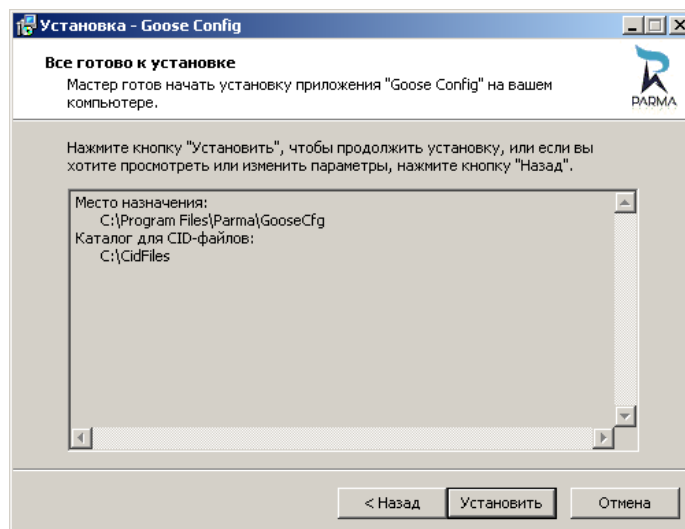 Установка - Goose Config
Все готово к установке
Мастер готов начать установку приложения "Goose Config" на вашем
компьютере.
PARMA
Нажмите кнопку "Установить", чтобы продолжить установку, или если вы
хотите просмотреть или изменить параметры, нажмите кнопку "Назад".
Место назначения:
C:\Program Files\Parma\GooseCfg
Каталог для CID-файлов:
C:\CidFiles
< Назад
Установить
Отмена